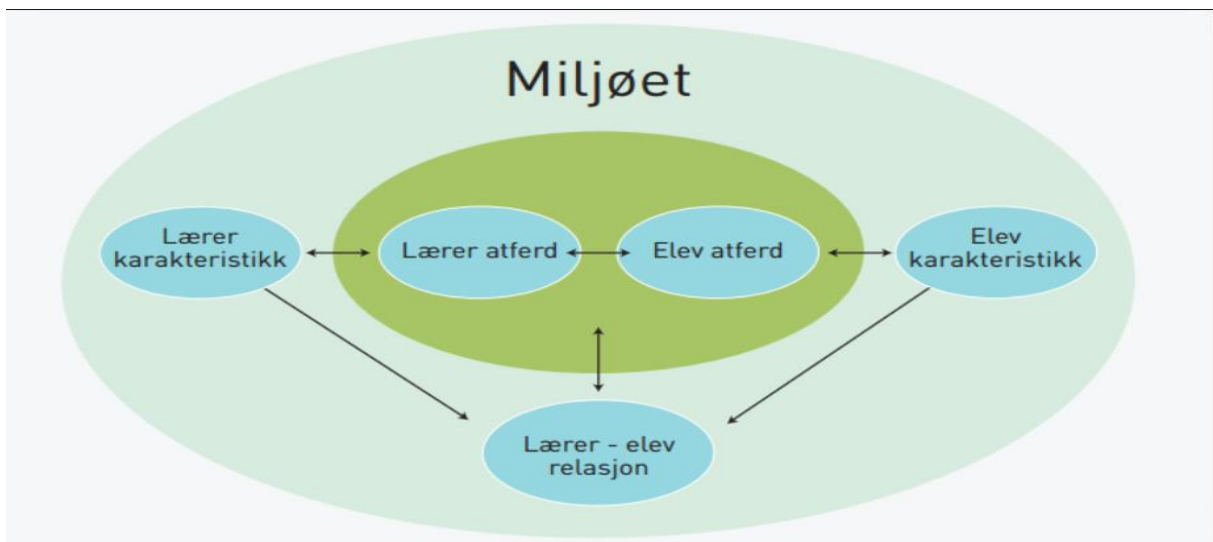 Miljøet
Lærer
karakteristikk
Lærer atferd
Elev atferd
Elev
karakteristikk
Lærer - elev
relasjon